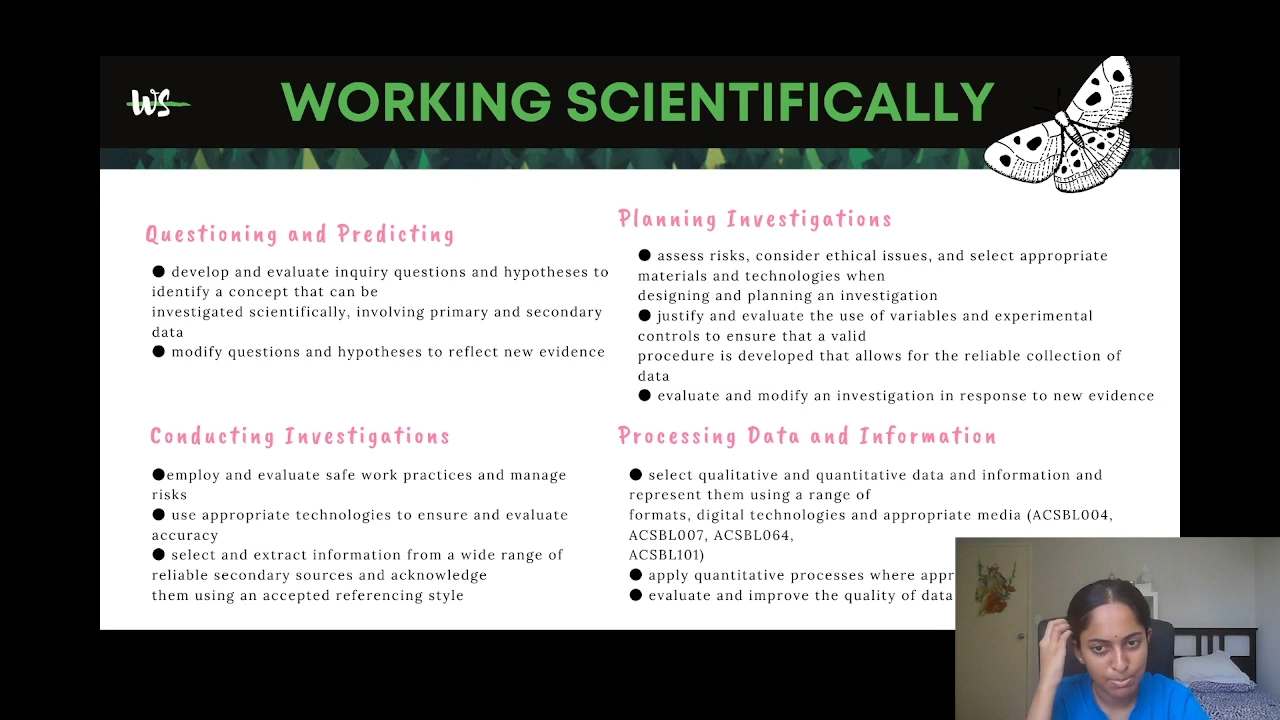 WS
WORKING SCIENTIFICALLY
Questioning and Predicting
● develop and evaluate inquiry questions and hypotheses to
identify a concept that can be
investigated scientifically, involving primary and secondary
data
● modify questions and hypotheses to reflect new evidence
Planning Investigations
● assess risks, consider ethical issues, and select appropriate
materials and technologies when
designing and planning an investigation
● justify and evaluate the use of variables and experimental
controls to ensure that a valid
procedure is developed that allows for the reliable collection of
data
● evaluate and modify an investigation in response to new evidence
Conducting Investigations
●employ and evaluate safe work practices and manage
risks
● use appropriate technologies to ensure and evaluate
accuracy
● select and extract information from a wide range of
reliable secondary sources and acknowledge
them using an accepted referencing style
Processing Data and Information
● select qualitative and quantitative data and information and
represent them using a range of
formats, digital technologies and appropriate media (ACSBL004,
ACSBL007, ACSBL064,
ACSBL101)
● apply quantitative processes where
● evaluate and improve the quality of data